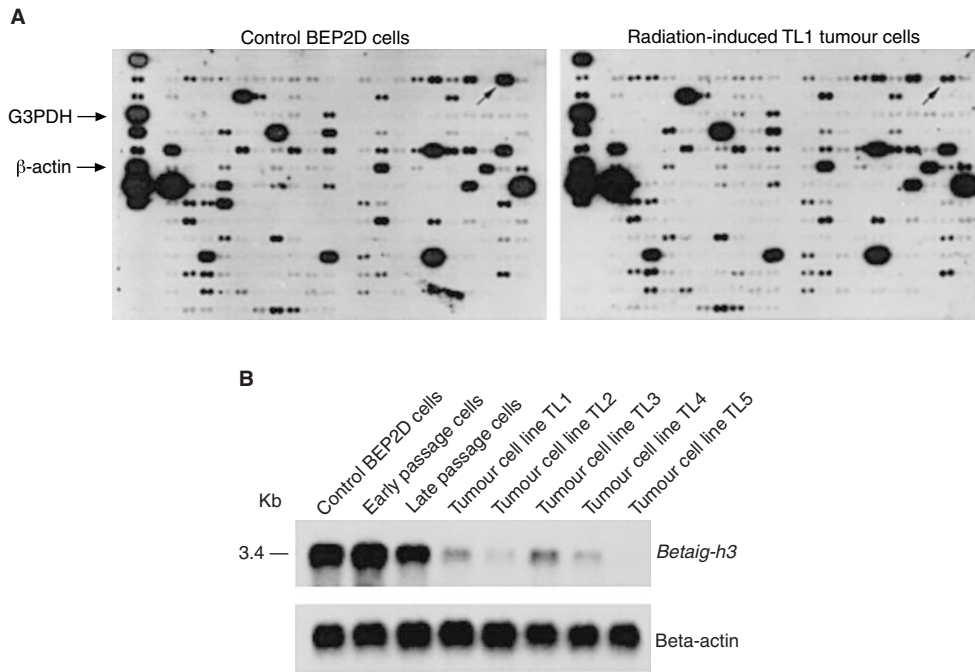 A
Control BEP2D cells
Radiation-induced TL1 tumour cells
G3PDH
β-actin
B
Kb
Control BEP2D cells
Early passage cells
Late passage cells
Tumour cell line TL1
Tumour cell line TL2
Tumour cell line TL3
Tumour cell line TL4
Tumour cell line TL5
3.4
Betaig-h3
Beta-actin